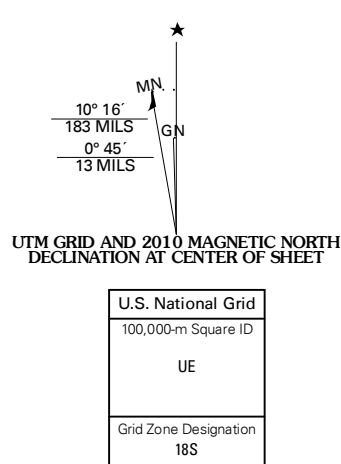 ★
MN
10° 16´
183 MILS
GN
0° 45´
13 MILS
UTM GRID AND 2010 MAGNETIC NORTH
DECLINATION AT CENTER OF SHEET
U.S. National Grid
100,000-m Square ID
UE
Grid Zone Designation
18S